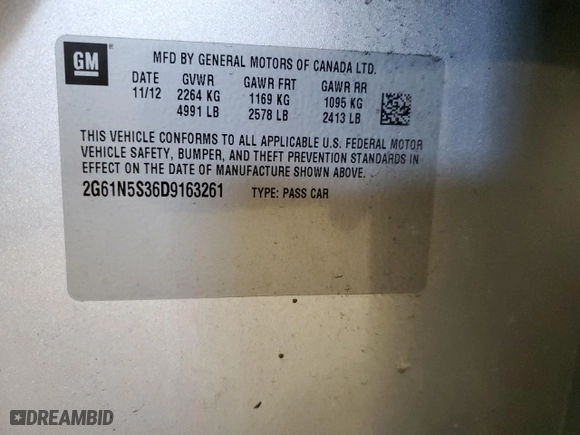 GM
MFD BY GENERAL MOTORS OF CANADA LTD.
DATE GVWR GAWR FRT GAWR RR
11/12 2264 KG 1169 KG 1095 KG
4991 LB 2578 LB 2413 LB
THIS VEHICLE CONFORMS TO ALL APPLICABLE U.S. FEDERAL MOTOR
VEHICLE SAFETY, BUMPER, AND THEFT PREVENTION STANDARDS IN
EFFECT ON THE DATE OF MANUFACTURE SHOWN ABOVE.
2G61N5S36D9163261 TYPE: PASS CAR
DREAMBID